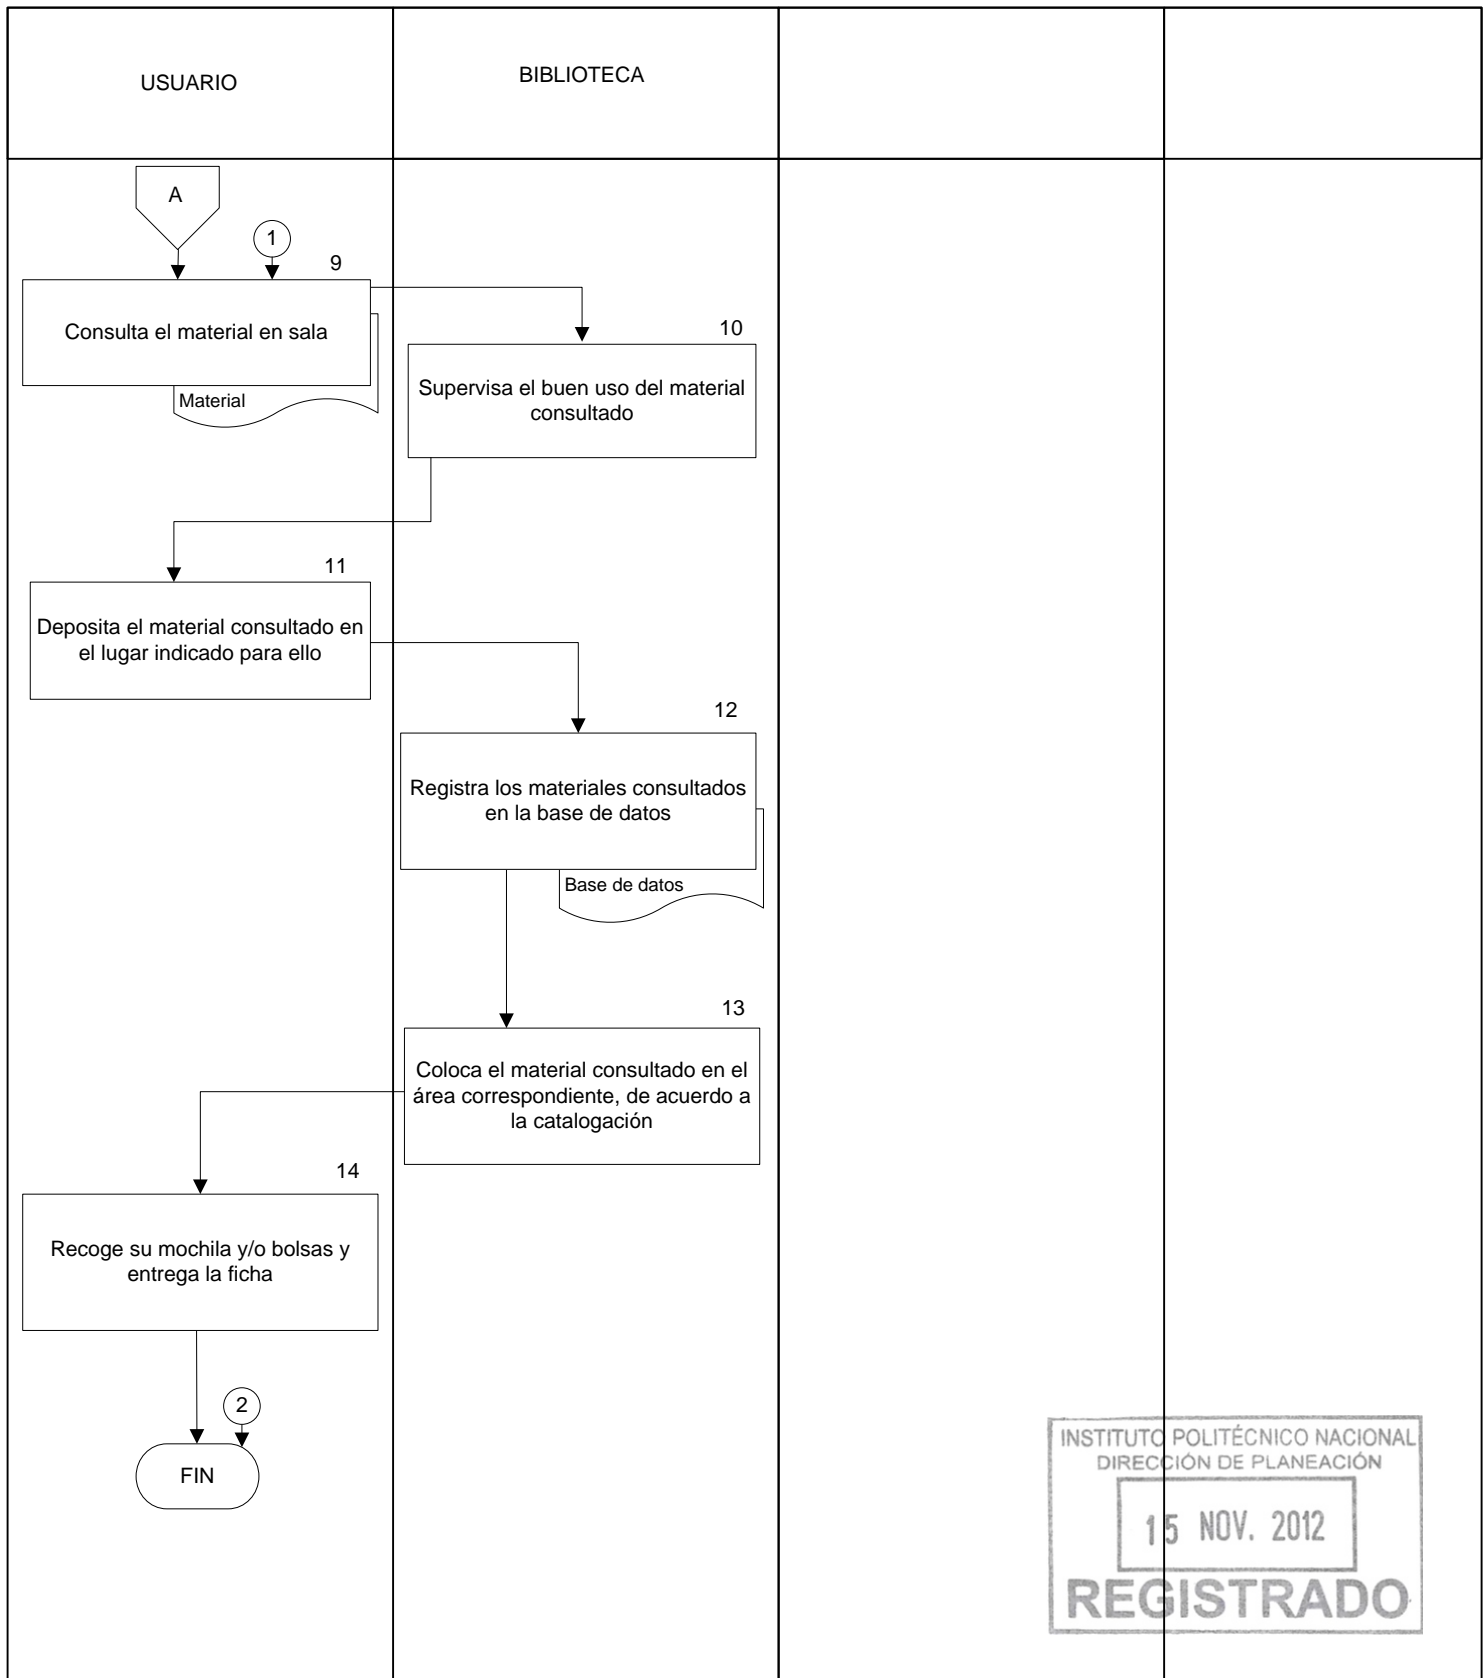 USUARIO
BIBLIOTECA
A
1
9
Consulta el material en sala
Material
10
Supervisa el buen uso del material
consultado
11
Deposita el material consultado en
el lugar indicado para ello
12
Registra los materiales consultados
en la base de datos
Base de datos
13
Coloca el material consultado en el
área correspondiente, de acuerdo a
la catalogación
14
Recoge su mochila y/o bolsas y
entrega la ficha
2
FIN
INSTITUTO POLITÉCNICO NACIONAL
DIRECCIÓN DE PLANEACIÓN
15 NOV. 2012
REGISTRADO